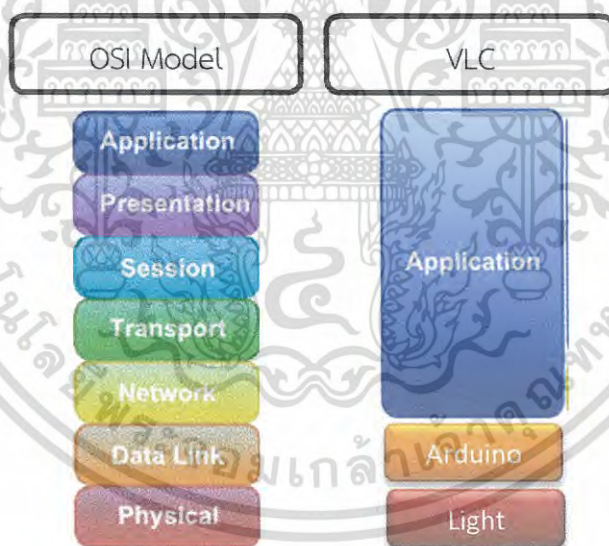 OSI Model
VLC
Application
Presentation
Session
Transport
Network
Data Link
Physical
Application
Arduino
Light